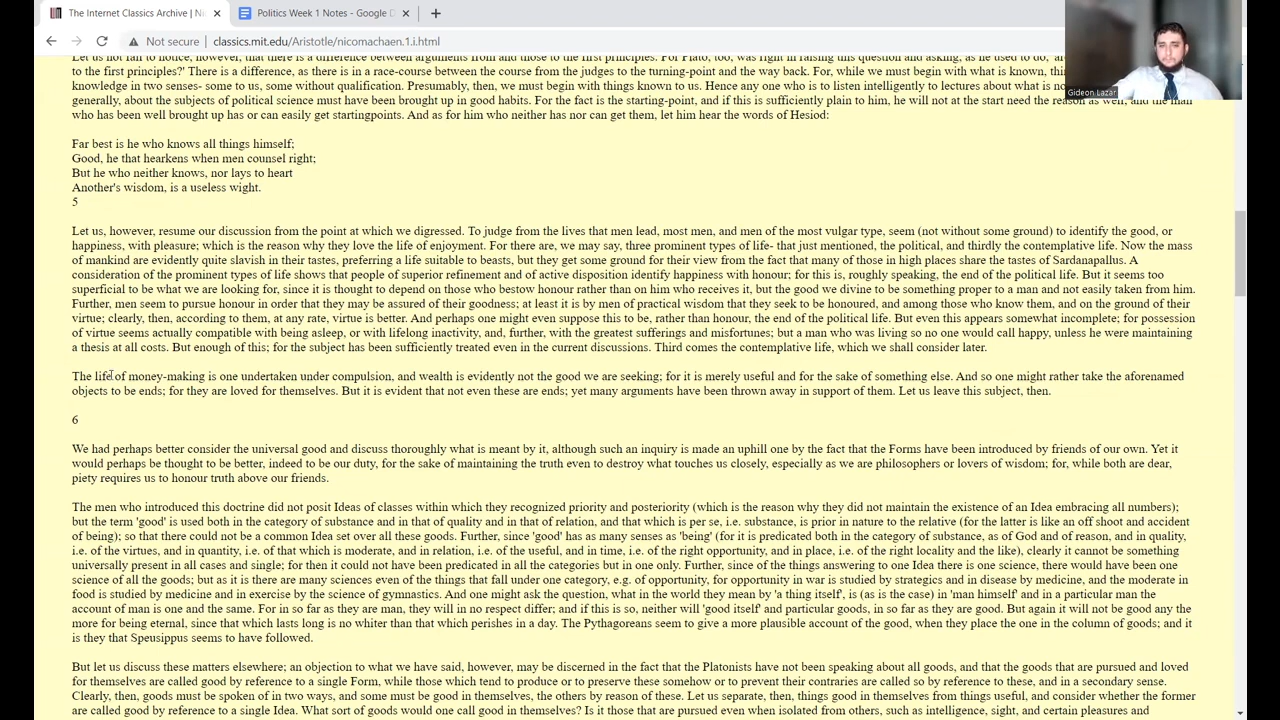 The Internet Classics Archive | Ni
Politics Week 1 Notes - Google D
Not secure | classics.mit.edu/Aristotle/nicomachaen.1.i.html
Let us not fail to notice, however, that there is a difference between arguments from and those to the first principles. For Plato, too, was right in raising this question and asking, as he used to do,
to the first principles?' There is a difference, as there is in a race-course between the course from the judges to the turning-point and the way back. For, while we must begin with what is known,
knowledge in two senses- some to us, some without qualification. Presumably, then, we must begin with things known to us. Hence any one who is to listen intelligently to lectures about what is
generally, about the subjects of political science must have been brought up in good habits. For the fact is the starting-point, and if this is sufficiently plain to him, he will not at the start need the reason as well; and the man
who has been well brought up has or can easily get startingpoints. And as for him who neither has nor can get them, let him hear the words of Hesiod:
Gideon Lazar
Far best is he who knows all things himself;
Good, he that hearkens when men counsel right;
But he who neither knows, nor lays to heart
Another's wisdom, is a useless wight.
5
Let us, however, resume our discussion from the point at which we digressed. To judge from the lives that men lead, most men, and men of the most vulgar type, seem (not without some ground) to identify the good, or
happiness, with pleasure; which is the reason why they love the life of enjoyment. For there are, we may say, three prominent types of life- that just mentioned, the political, and thirdly the contemplative life. Now the mass
of mankind are evidently quite slavish in their tastes, preferring a life suitable to beasts, but they get some ground for their view from the fact that many of those in high places share the tastes of Sardanapallus. A
consideration of the prominent types of life shows that people of superior refinement and of active disposition identify happiness with honour; for this is, roughly speaking, the end of the political life. But it seems too
superficial to be what we are looking for, since it is thought to depend on those who bestow honour rather than on him who receives it, but the good we divine to be something proper to a man and not easily taken from him.
Further, men seem to pursue honour in order that they may be assured of their goodness; at least it is by men of practical wisdom that they seek to be honoured, and among those who know them, and on the ground of their
virtue; clearly, then, according to them, at any rate, virtue is better. And perhaps one might even suppose this to be, rather than honour, the end of the political life. But even this appears somewhat incomplete; for possession
of virtue seems actually compatible with being asleep, or with lifelong inactivity, and, further, with the greatest sufferings and misfortunes; but a man who was living so no one would call happy, unless he were maintaining
a thesis at all costs. But enough of this; for the subject has been sufficiently treated even in the current discussions. Third comes the contemplative life, which we shall consider later.
The life of money-making is one undertaken under compulsion, and wealth is evidently not the good we are seeking; for it is merely useful and for the sake of something else. And so one might rather take the aforenamed
objects to be ends; for they are loved for themselves. But it is evident that not even these are ends; yet many arguments have been thrown away in support of them. Let us leave this subject, then.
6
We had perhaps better consider the universal good and discuss thoroughly what is meant by it, although such an inquiry is made an uphill one by the fact that the Forms have been introduced by friends of our own. Yet it
would perhaps be thought to be better, indeed to be our duty, for the sake of maintaining the truth even to destroy what touches us closely, especially as we are philosophers or lovers of wisdom; for, while both are dear,
piety requires us to honour truth above our friends.
The men who introduced this doctrine did not posit Ideas of classes within which they recognized priority and posteriority (which is the reason why they did not maintain the existence of an Idea embracing all numbers);
but the term 'good' is used both in the category of substance and in that of quality and in that of relation, and that which is per se, i.e. substance, is prior in nature to the relative (for the latter is like an off shoot and accident
of being); so that there could not be a common Idea set over all these goods. Further, since 'good' has as many senses as 'being' (for it is predicated both in the category of substance, as of God and of reason, and in quality,
i.e. of the virtues, and in quantity, i.e. of that which is moderate, and in relation, i.e. of the useful, and in time, i.e. of the right opportunity, and in place, i.e. of the right locality and the like), clearly it cannot be something
universally present in all cases and single; for then it could not have been predicated in all the categories but in one only. Further, since of the things answering to one Idea there is one science, there would have been one
science of all the goods; but as it is there are many sciences even of the things that fall under one category, e.g. of opportunity, for opportunity in war is studied by strategics and in disease by medicine, and the moderate in
food is studied by medicine and in exercise by the science of gymnastics. And one might ask the question, what in the world they mean by 'a thing itself', is (as is the case) in 'man himself' and in a particular man the
account of man is one and the same. For in so far as they are man, they will in no respect differ; and if this is so, neither will 'good itself' and particular goods, in so far as they are good. But again it will not be good any the
more for being eternal, since that which lasts long is no whiter than that which perishes in a day. The Pythagoreans seem to give a more plausible account of the good, when they place the one in the column of goods; and it
is they that Speusippus seems to have followed.
But let us discuss these matters elsewhere; an objection to what we have said, however, may be discerned in the fact that the Platonists have not been speaking about all goods, and that the goods that are pursued and loved
for themselves are called good by reference to a single Form, while those which tend to produce or to preserve these somehow or to prevent their contraries are called so by reference to these, and in a secondary sense.
Clearly, then, goods must be spoken of in two ways, and some must be good in themselves, the others by reason of these. Let us separate, then, things good in themselves from things useful, and consider whether the former
are called good by reference to a single Idea. What sort of goods would one call good in themselves? Is it those that are pursued even when isolated from others, such as intelligence, sight, and certain pleasures and